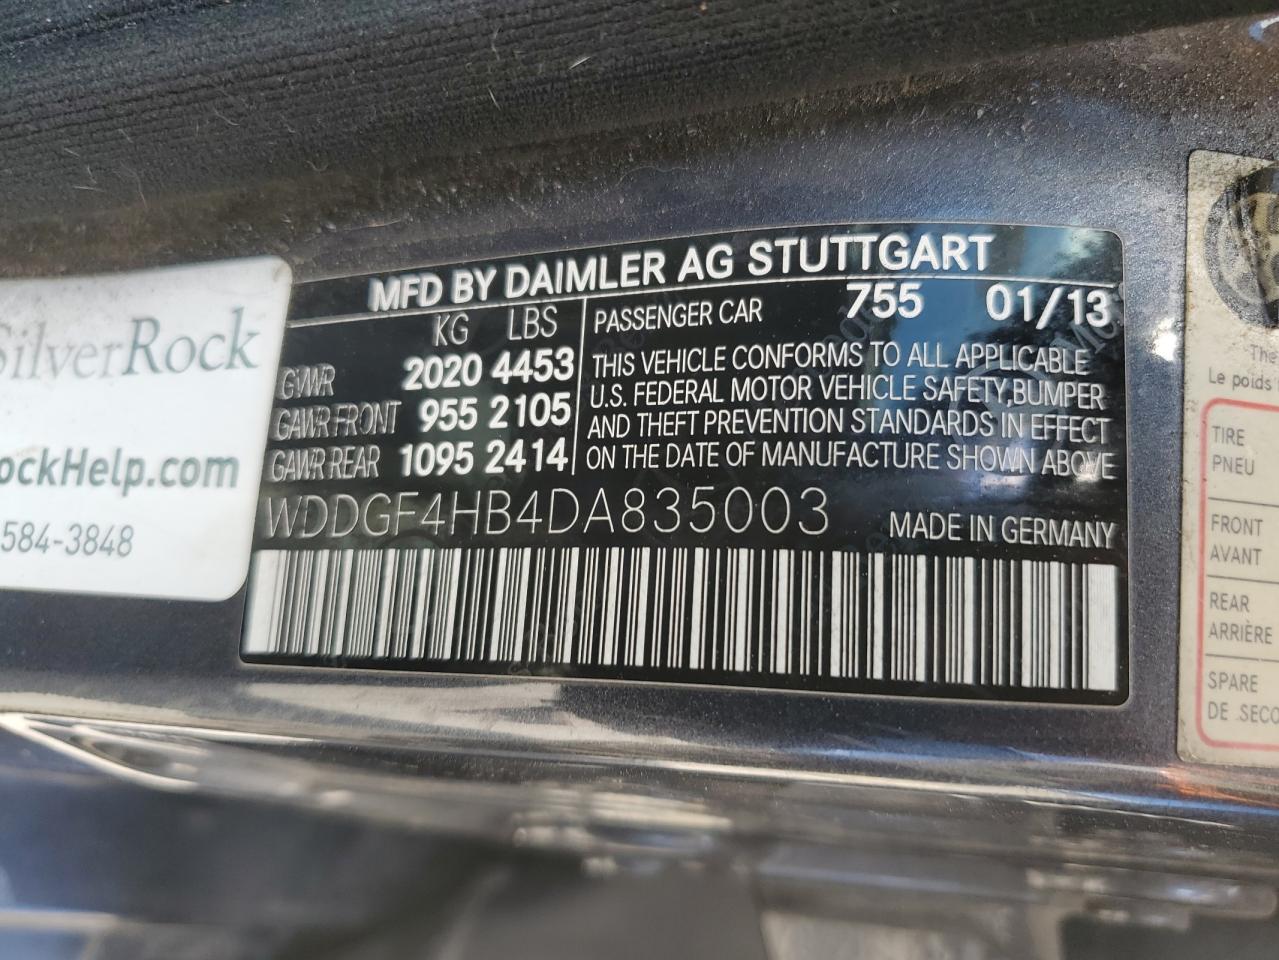 MFD BY DAIMLER AG STUTTGART
KG LBS
GVWR 2020 4453
GAWR FRONT 955 2105
GAWR REAR 1095 2414
PASSENGER CAR 755 01/13
THIS VEHICLE CONFORMS TO ALL APPLICABLE
U.S. FEDERAL MOTOR VEHICLE SAFETY, BUMPER
AND THEFT PREVENTION STANDARDS IN EFFECT
ON THE DATE OF MANUFACTURE SHOWN ABOVE
WDDGF4HB4DA835003
MADE IN GERMANY
SilverRock
ockHelp.com
584-3848
The
Le poids
TIRE
PNEU
FRONT
AVANT
REAR
ARRIÈRE
SPARE
DE SECO